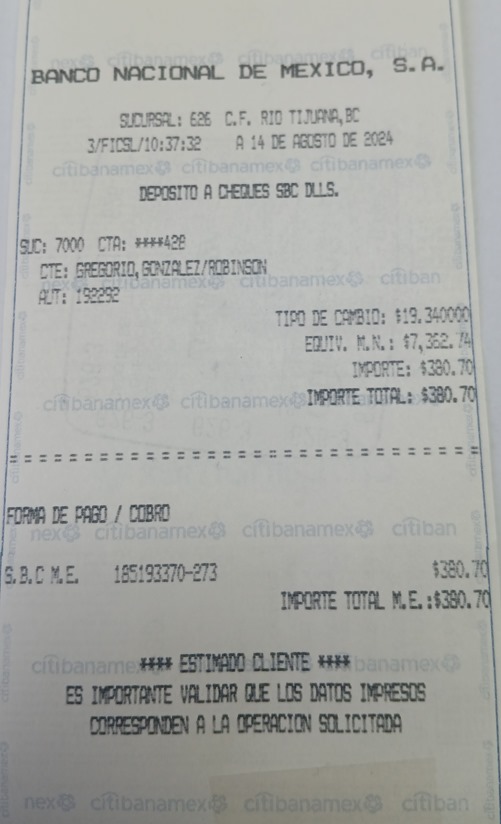 BANCO NACIONAL DE MEXICO, S.A.
SUCURSAL: 626 C.F. RIO TIJUANA,BC
3/FICSL/10:37:32 A 14 DE AGOSTO DE 2024
DEPOSITO A CHEQUES SBC DLLS.
SUC: 7000 CTA: ****428
CTE: GREGORIO,GONZALEZ/ROBINSON
AUT: 192292
TIPO DE CAMBIO: $19.340000
EQUIV. M.N.: $7,362.74
IMPORTE: $380.70
IMPORTE TOTAL: $380.70
================================
FORMA DE PAGO / COBRO
S.B.C M.E. 185193370-273 $380.70
IMPORTE TOTAL M.E.:$380.70
**** ESTIMADO CLIENTE ****
ES IMPORTANTE VALIDAR QUE LOS DATOS IMPRESOS
CORRESPONDEN A LA OPERACION SOLICITADA
nex citibanamex citibanamex citiban